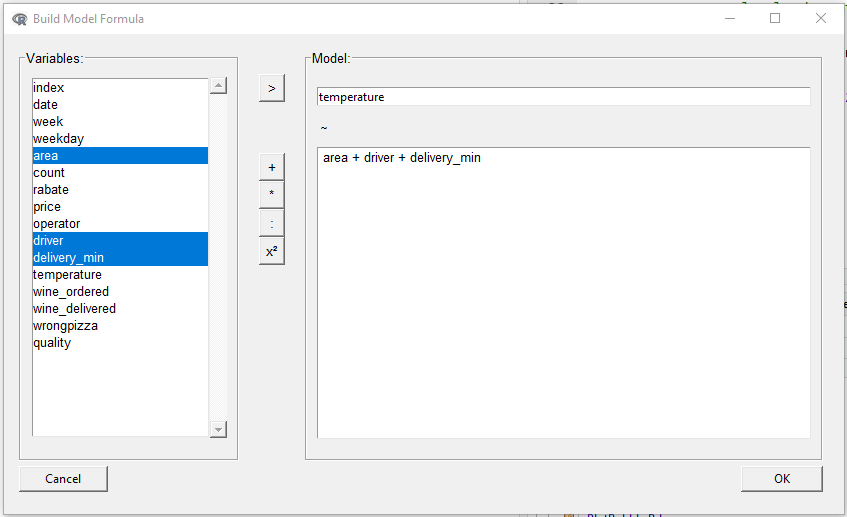 Build Model Formula
Variables:
index
date
week
weekday
area
count
rabate
price
operator
driver
delivery_min
temperature
wine_ordered
wine_delivered
wrongpizza
quality
>
+
*
:
x²
Model:
temperature
~
area + driver + delivery_min
Cancel
OK